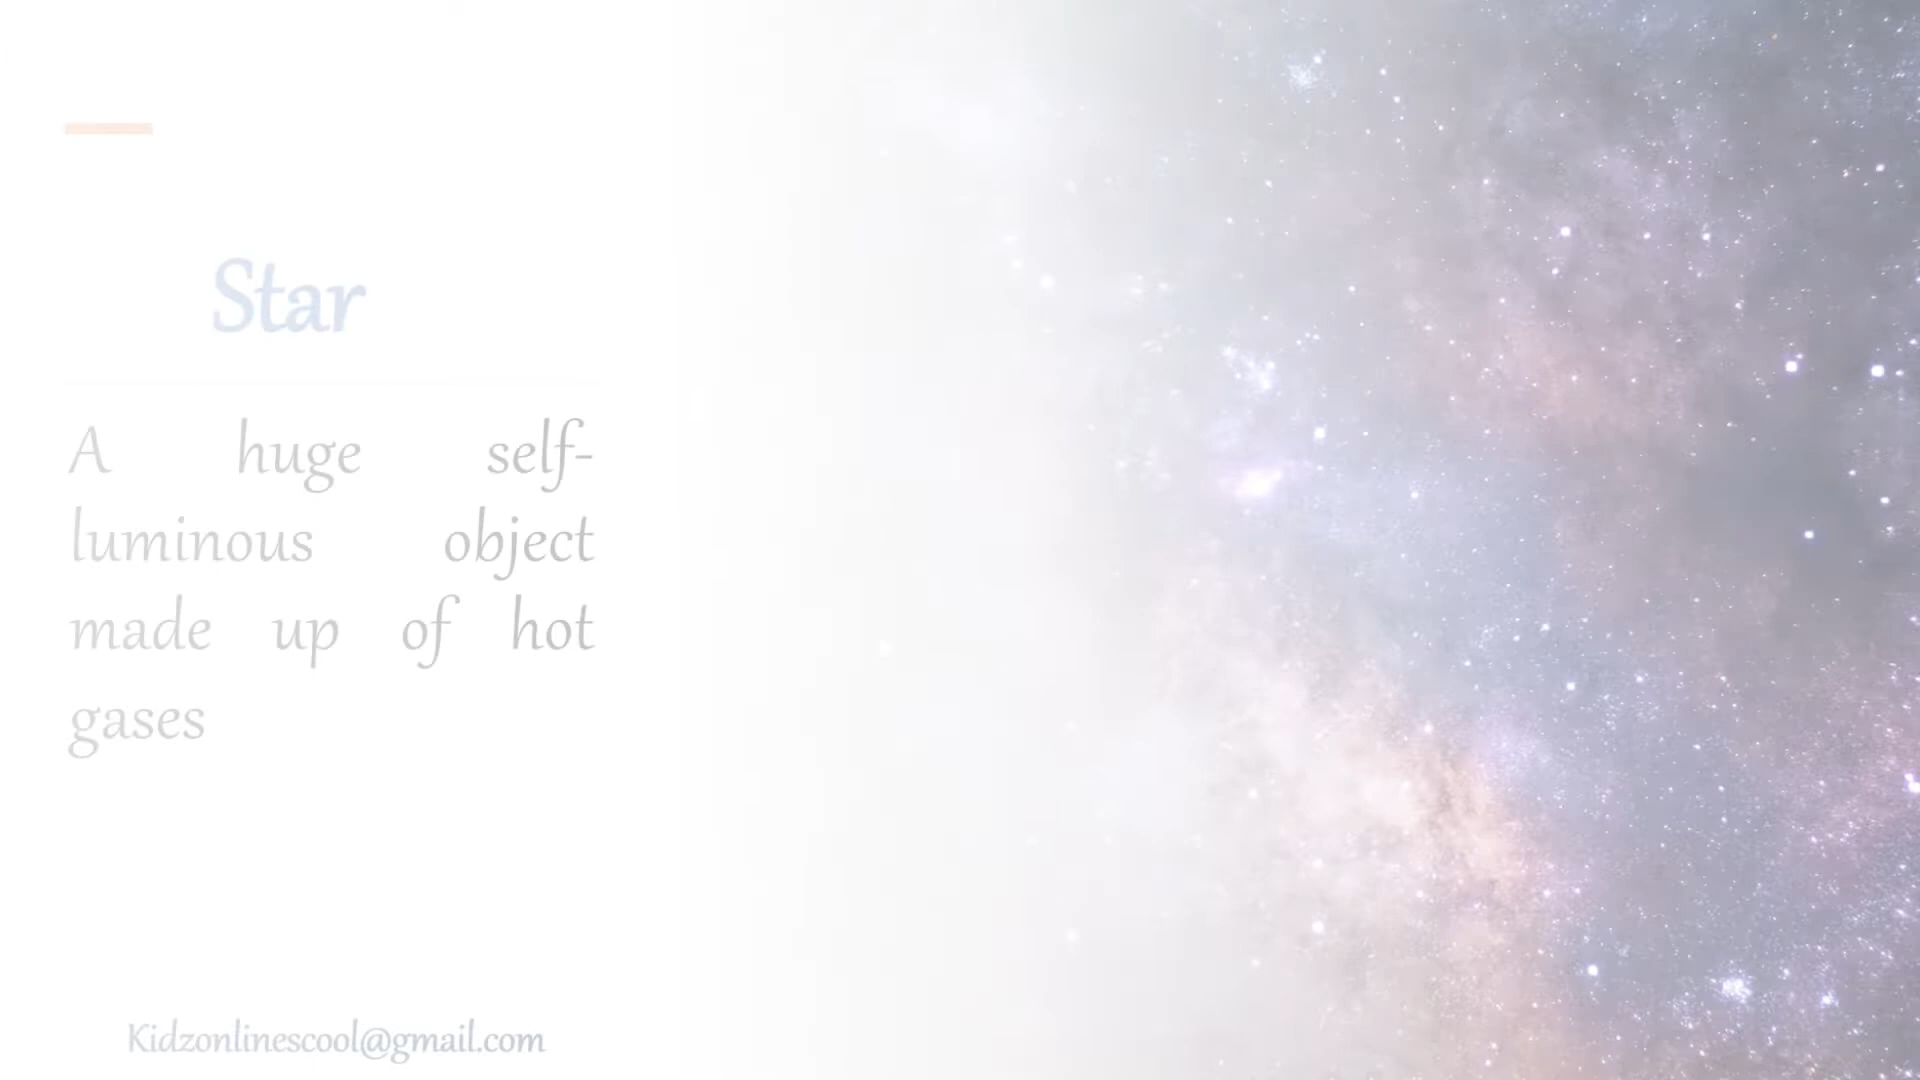 Star
A huge self-
luminous object
made up of hot
gases
Kidzonlinescool@gmail.com